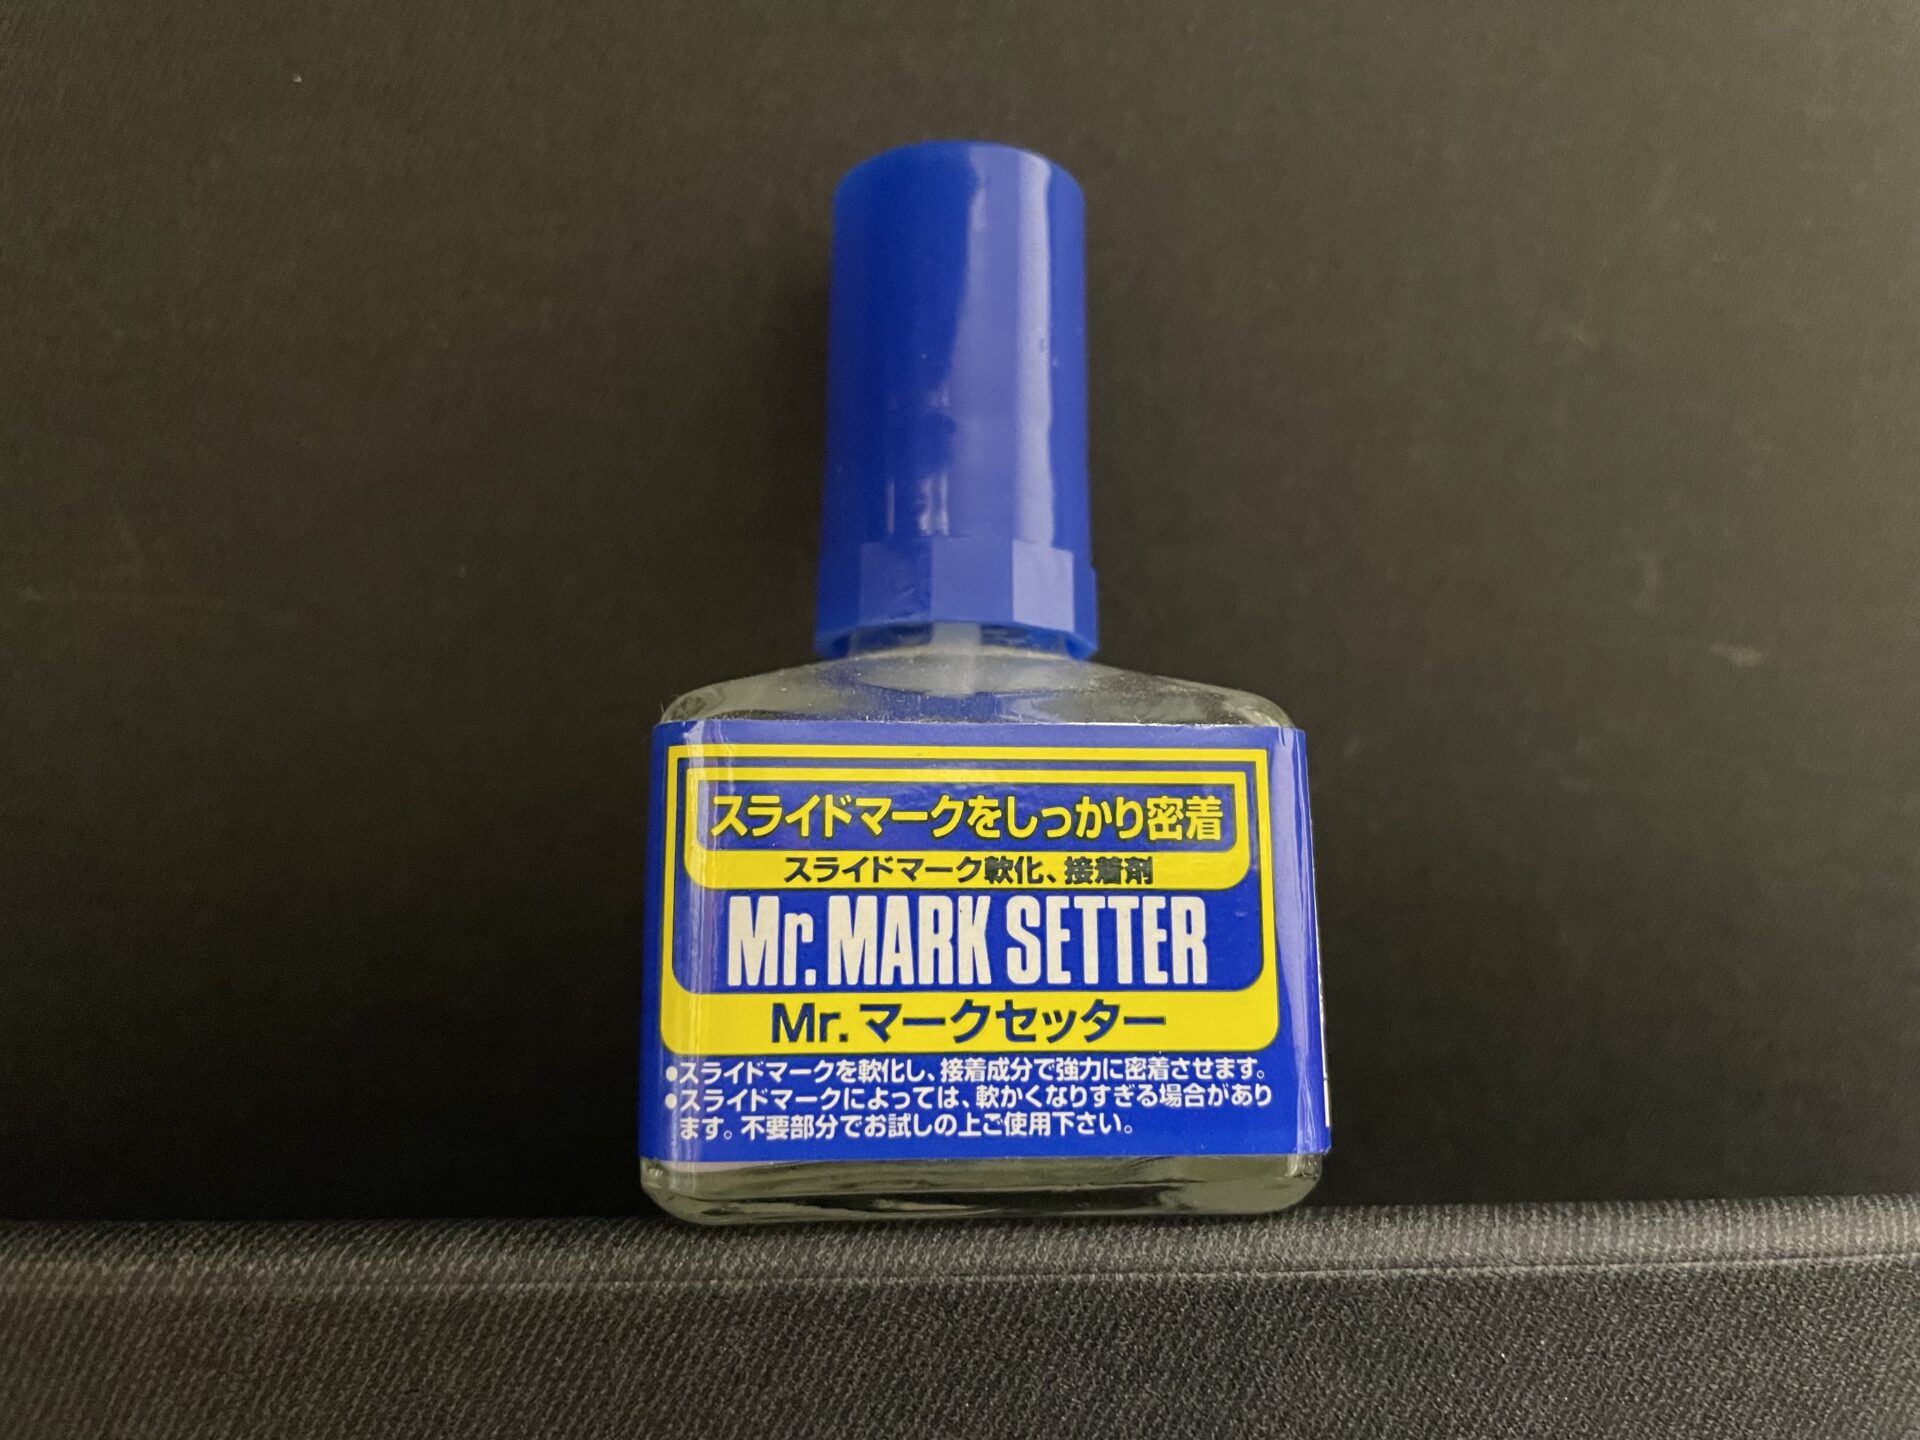 スライドマークをしっかり密着
スライドマーク軟化、接着剤
Mr.MARK SETTER
Mr.マークセッター
●スライドマークを軟化し、接着成分で強力に密着させます。
●スライドマークによっては、軟かくなりすぎる場合があり
ます。不要部分でお試しの上ご使用下さい。